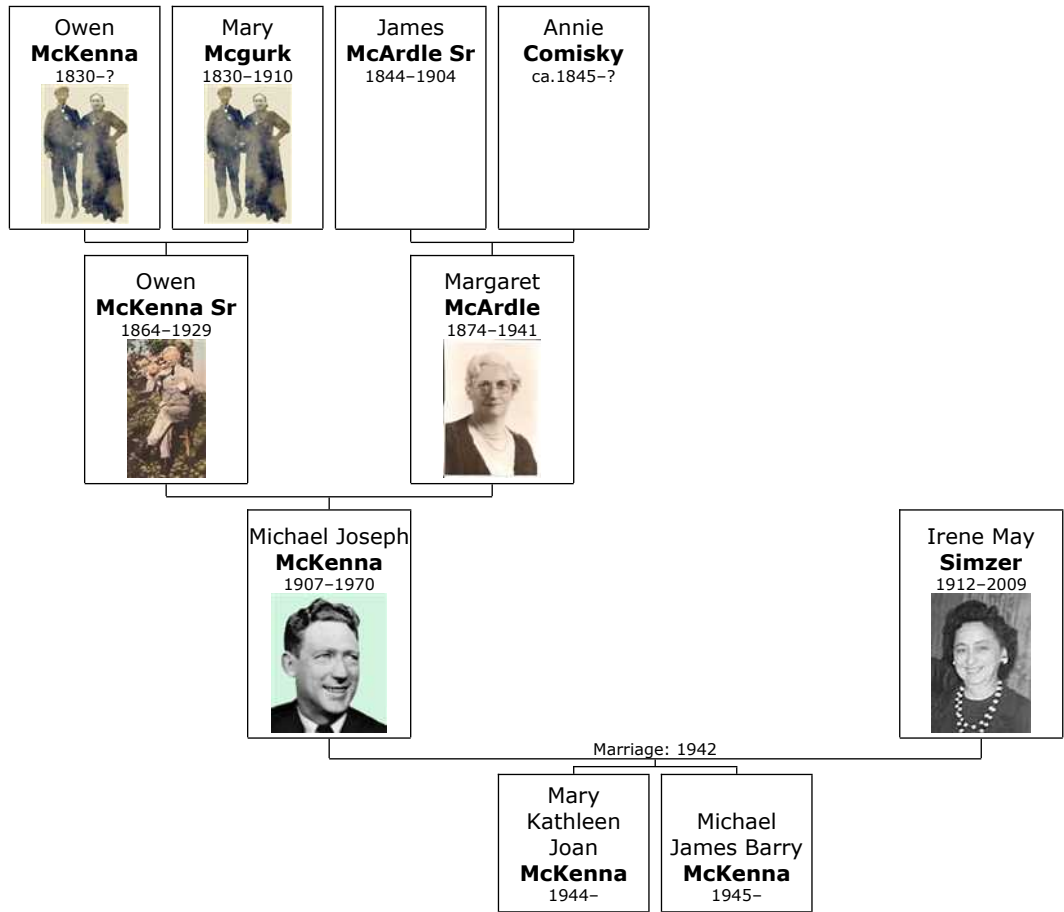 Owen
McKenna
1830–?
Mary
Mcgurk
1830–1910
James
McArdle Sr
1844–1904
Annie
Comisky
ca.1845–?
Owen
McKenna Sr
1864–1929
Margaret
McArdle
1874–1941
Michael Joseph
McKenna
1907–1970
Irene May
Simzer
1912–2009
Marriage: 1942
Mary
Kathleen
Joan
McKenna
1944–
Michael
James Barry
McKenna
1945–